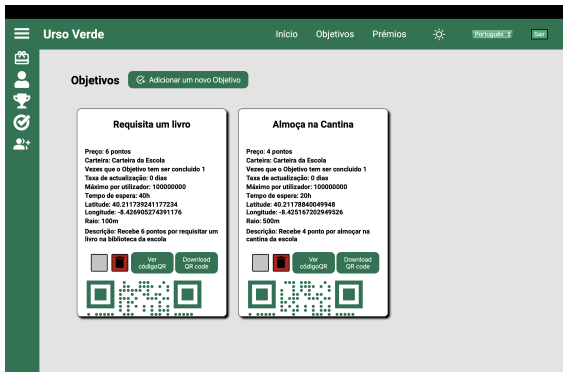 Urso Verde
Início Objetivos Prémios Português Sair
Objetivos Adicionar um novo Objetivo
Requisita um livro
Preço: 6 pontos
Carteira: Carteira da Escola
Vezes que o Objetivo tem ser concluido 1
Taxa de actualização: 0 dias
Máximo por utilizador: 100000000
Tempo de espera: 40h
Latitude: 40.211739241177234
Longitude: -8.426905274391176
Raio: 100m
Descrição: Recebe 6 pontos por requisitar um
livro na biblioteca da escola
Ver
códigoQR
Download
QR code
Almoça na Cantina
Preço: 4 pontos
Carteira: Carteira da Escola
Vezes que o Objetivo tem ser concluido 1
Taxa de actualização: 0 dias
Máximo por utilizador: 100000000
Tempo de espera: 20h
Latitude: 40.21178840049948
Longitude: -8.425167202949526
Raio: 500m
Descrição: Recebe 4 ponto por almoçar na
cantina da escola
Ver
códigoQR
Download
QR code